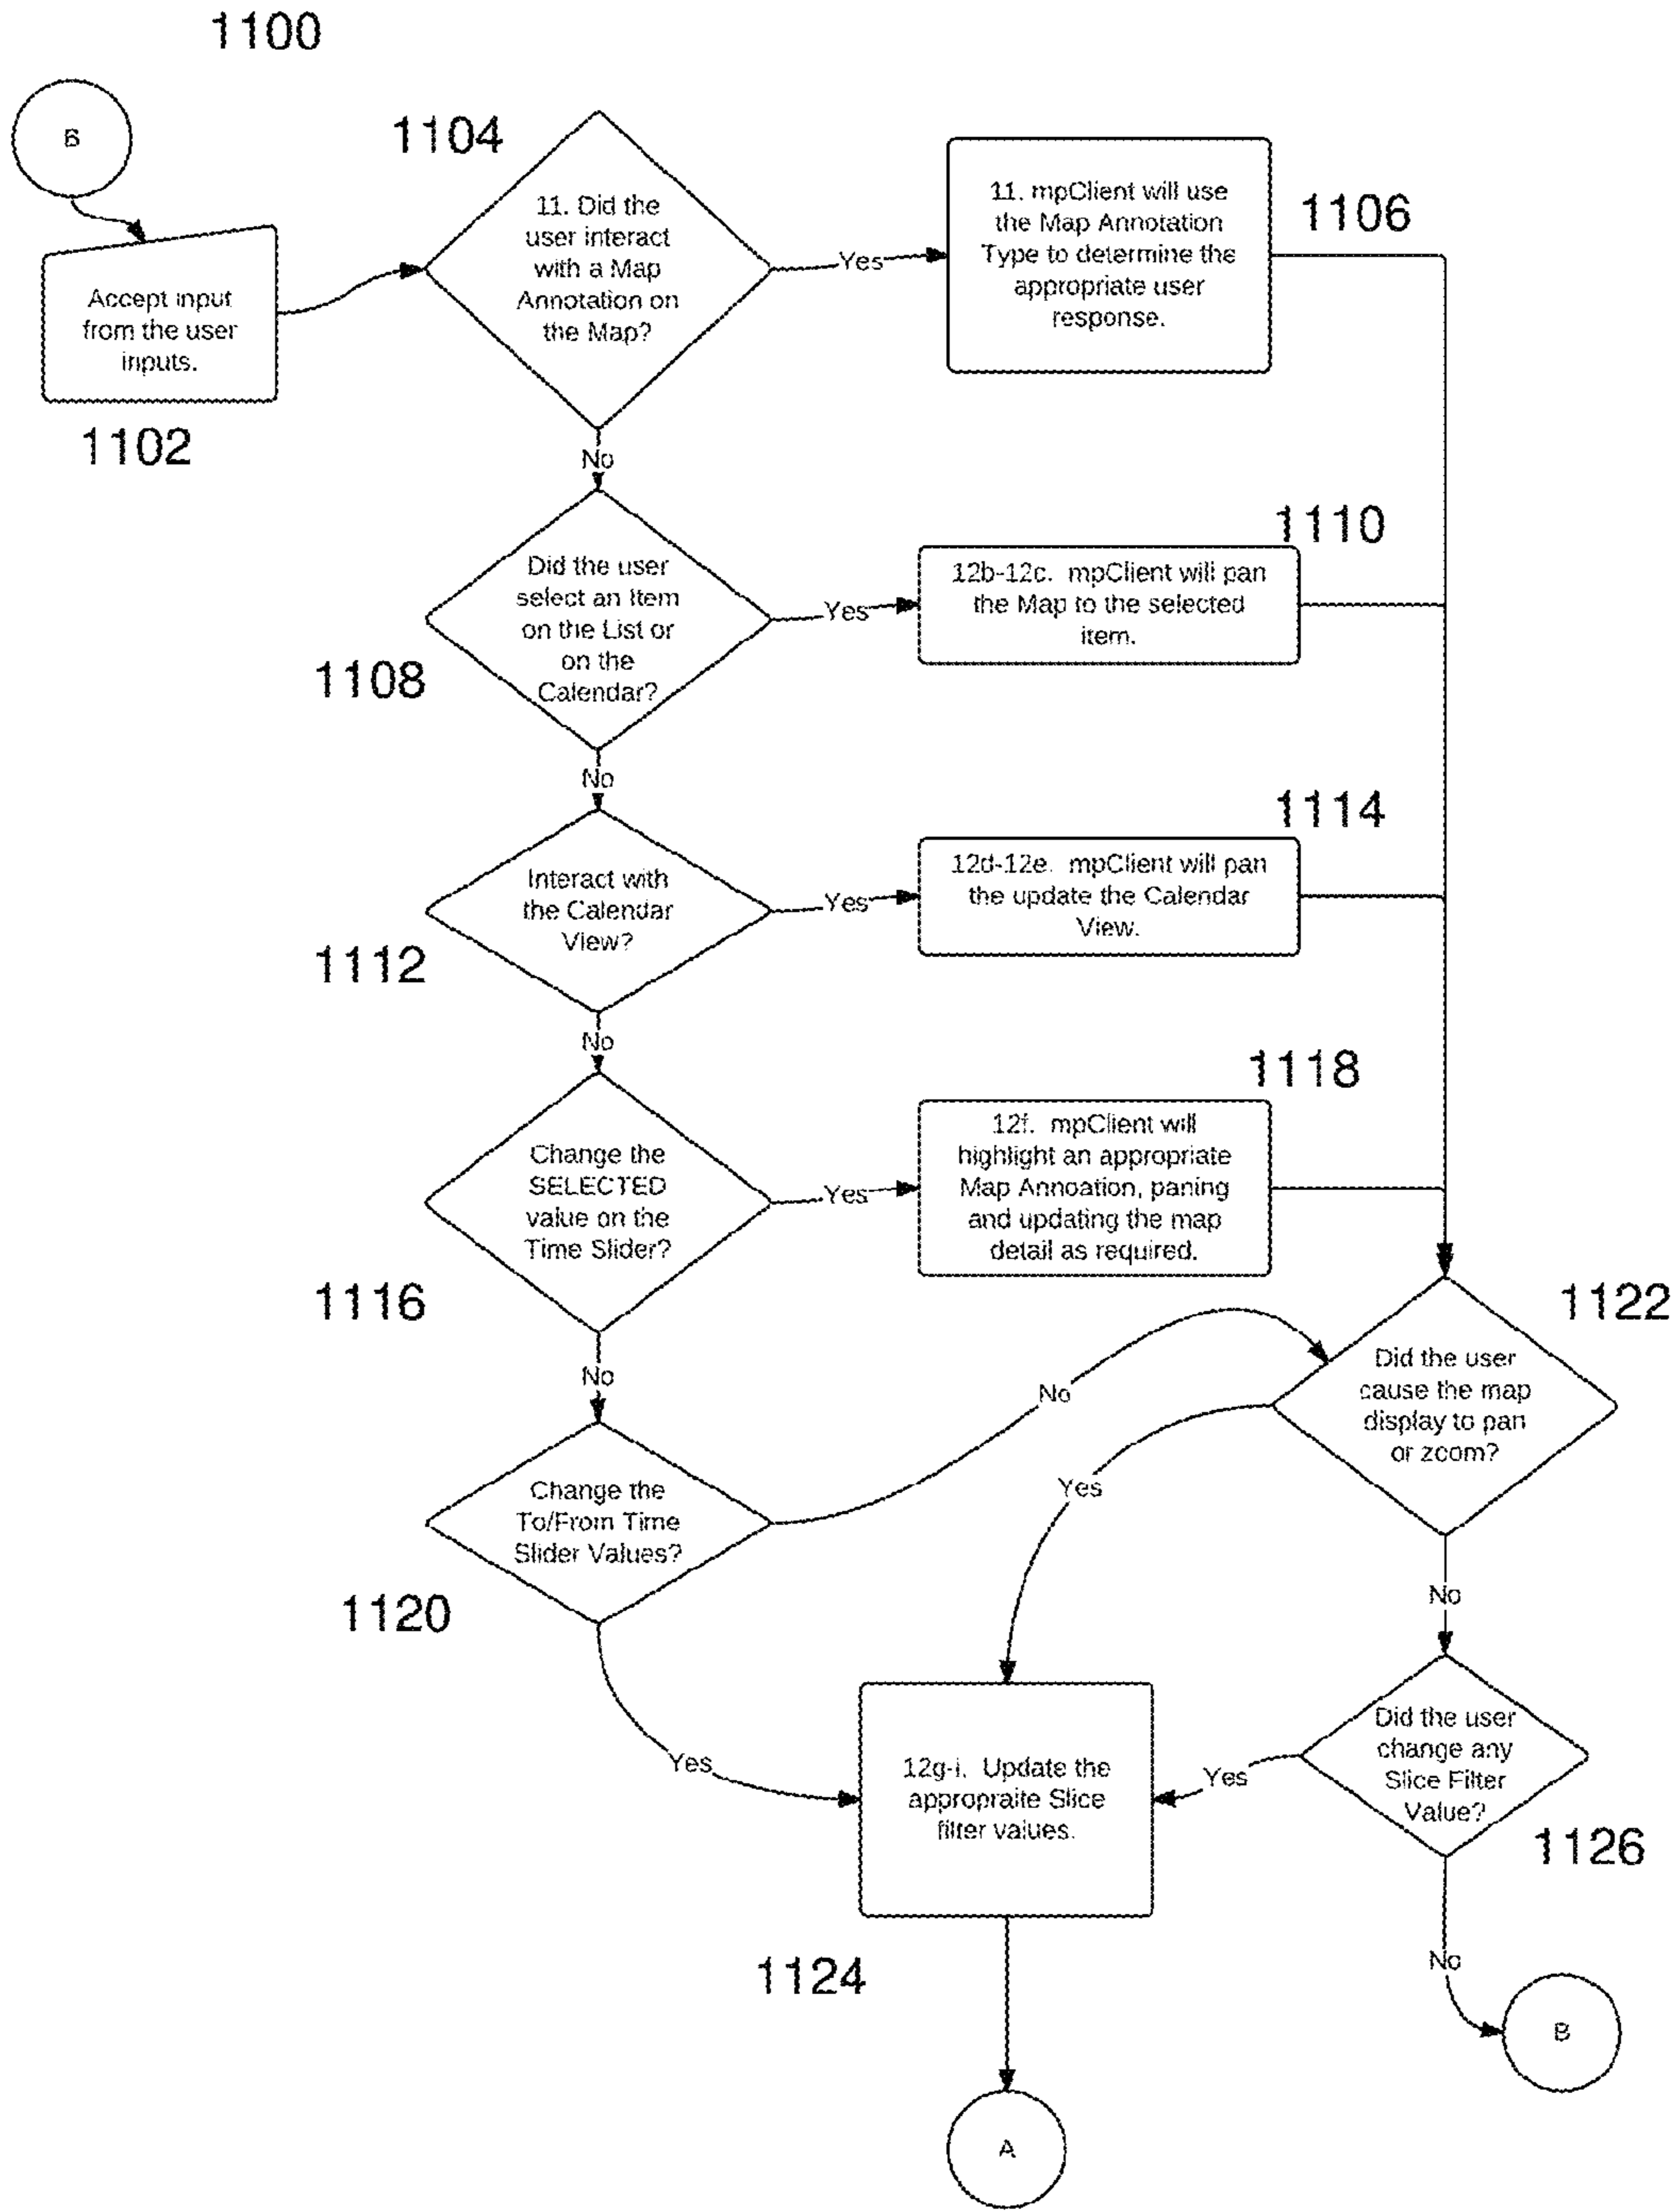 1100
B
Accept input
from the user
inputs.
1102
1104
11. Did the
user interact
with a Map
Annotation on
the Map?
Yes
11. mpClient will use
the Map Annotation
Type to determine the
appropriate user
response.
1106
No
Did the user
select an Item
on the List or
on the
Calendar?
1108
Yes
1110
12b-12c. mpClient will pan
the Map to the selected
item.
No
Interact with
the Calendar
View?
1112
Yes
1114
12d-12e. mpClient will pan
the update the Calendar
View.
No
Change the
SELECTED
value on the
Time Slider?
1116
Yes
1118
12f. mpClient will
highlight an appropriate
Map Annoation, paning
and updating the map
detail as required.
No
Change the
To/From Time
Slider Values?
1120
No
1122
Did the user
cause the map
display to pan
or zoom?
Yes
Yes
No
12g-i. Update the
appropraite Slice
filter values.
1124
Did the user
change any
Slice Filter
Value?
Yes
1126
No
B
A